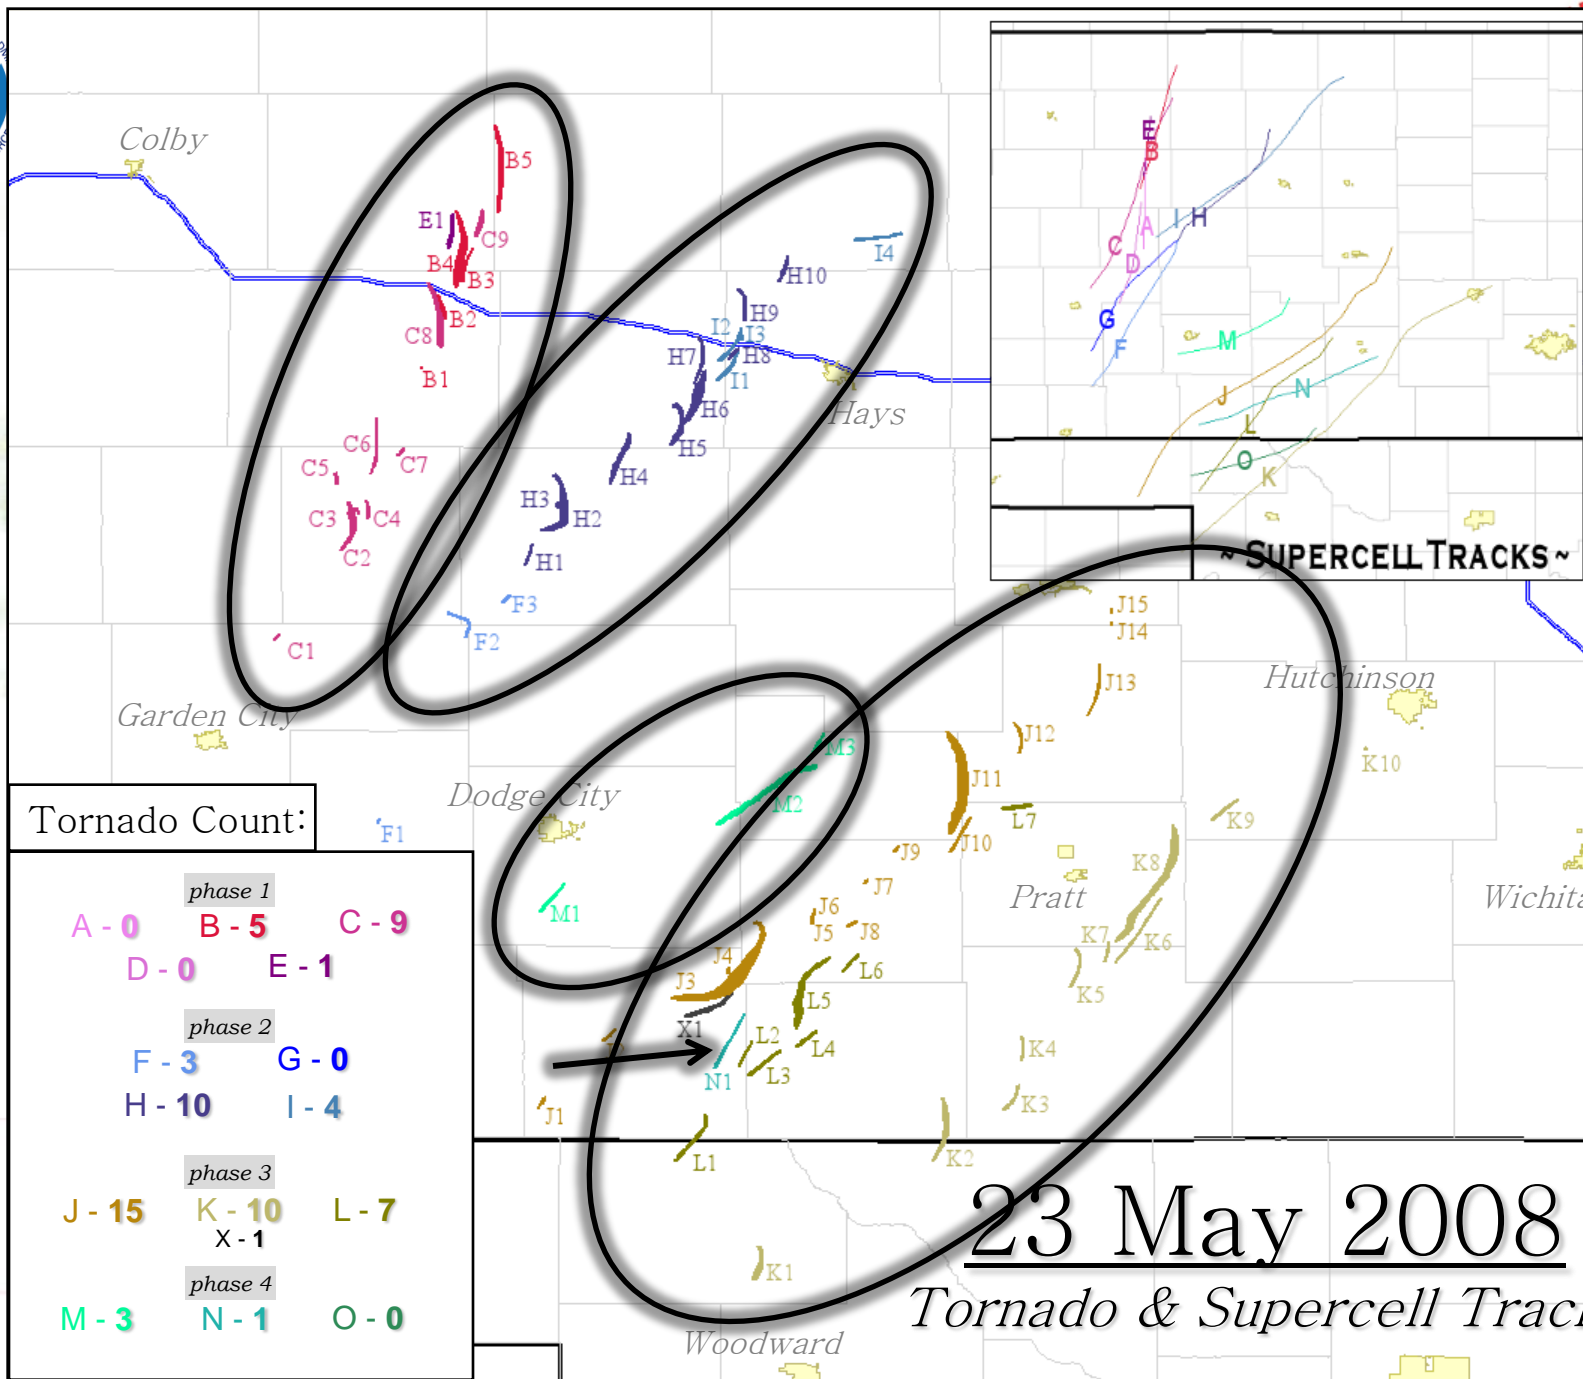 Colby
B5
E1
C9
B4
B3
I4
H10
H9
B2
C8
I2
I3
H7
H8
B1
I1
Hays
H6
C6
C7
H5
C5
H4
H3
C3
C4
H2
C2
H1
F3
F2
C1
Garden City
E
B
I
H
A
C
D
G
F
M
J
N
L
O
K
~ SUPERCELL TRACKS ~
J15
J14
Hutchinson
J13
J12
M3
K10
J11
Dodge City
M2
L7
K9
F1
J10
J9
K8
J7
Pratt
Wichita
M1
J6
J5
J8
K7
K6
J4
L6
J3
K5
L5
X1
L2
L4
K4
L3
N1
K3
J1
L1
K2
K1
Woodward
Tornado Count:
phase 1
A - 0
B - 5
C - 9
D - 0
E - 1
phase 2
F - 3
G - 0
H - 10
I - 4
phase 3
J - 15
K - 10
L - 7
X - 1
phase 4
M - 3
N - 1
O - 0
23 May 2008
Tornado & Supercell Trac